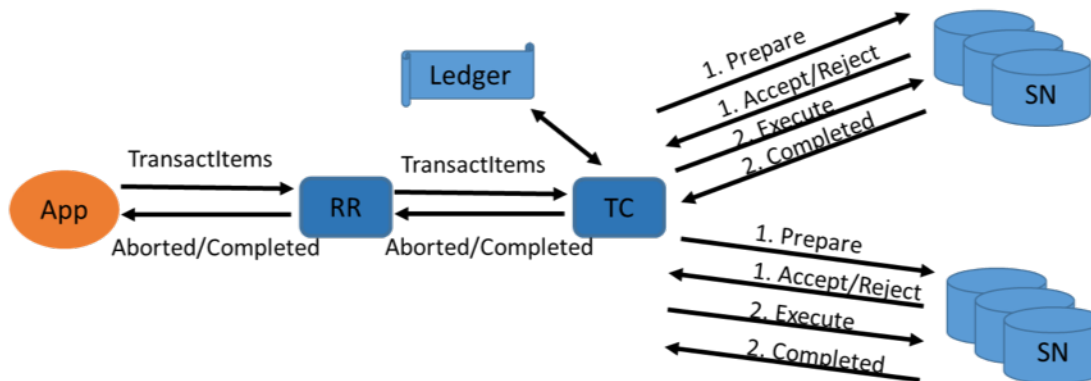 Ledger
App
TransactItems
Aborted/Completed
RR
TransactItems
Aborted/Completed
TC
1. Prepare
1. Accept/Reject
2. Execute
2. Completed
SN
1. Prepare
1. Accept/Reject
2. Execute
2. Completed
SN